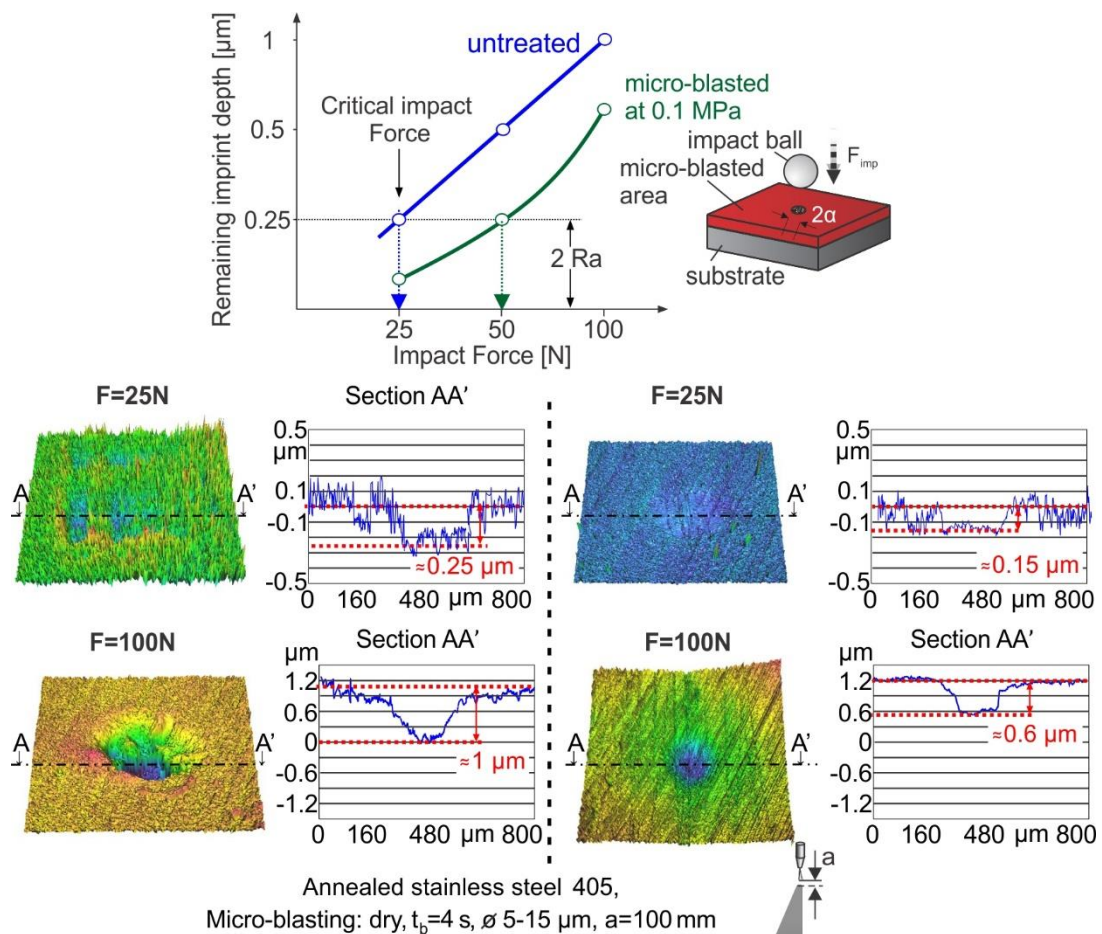 Remaining imprint depth [μm]
1
0.5
0.25
untreated
Critical impact
Force
micro-blasted
at 0.1 MPa
2 Ra
25
50
100
Impact Force [N]
impact ball
micro-blasted
area
F imp
2α
substrate
F=25N
Section AA'
A
A'
0.5
μm
0.1
-0.1
-0.5
≈0.25 μm
0 160 480 μm 800
F=25N
Section AA'
A
A'
0.5
μm
0.1
-0.1
-0.5
≈0.15 μm
0 160 480 μm 800
F=100N
Section AA'
A
A'
μm
1.2
0.6
0
-0.6
-1.2
≈1 μm
0 160 480 μm 800
F=100N
Section AA'
A
A'
μm
1.2
0.6
0
-0.6
-1.2
≈0.6 μm
0 160 480 μm 800
a
Annealed stainless steel 405,
Micro-blasting: dry, tb=4 s, ø 5-15 μm, a=100 mm